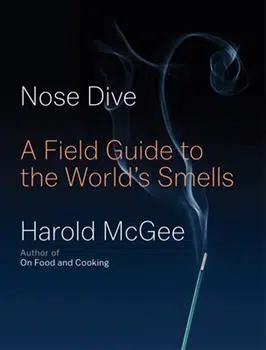 Nose Dive
A Field Guide to
the World's Smells
Harold McGee
Author of
On Food and Cooking